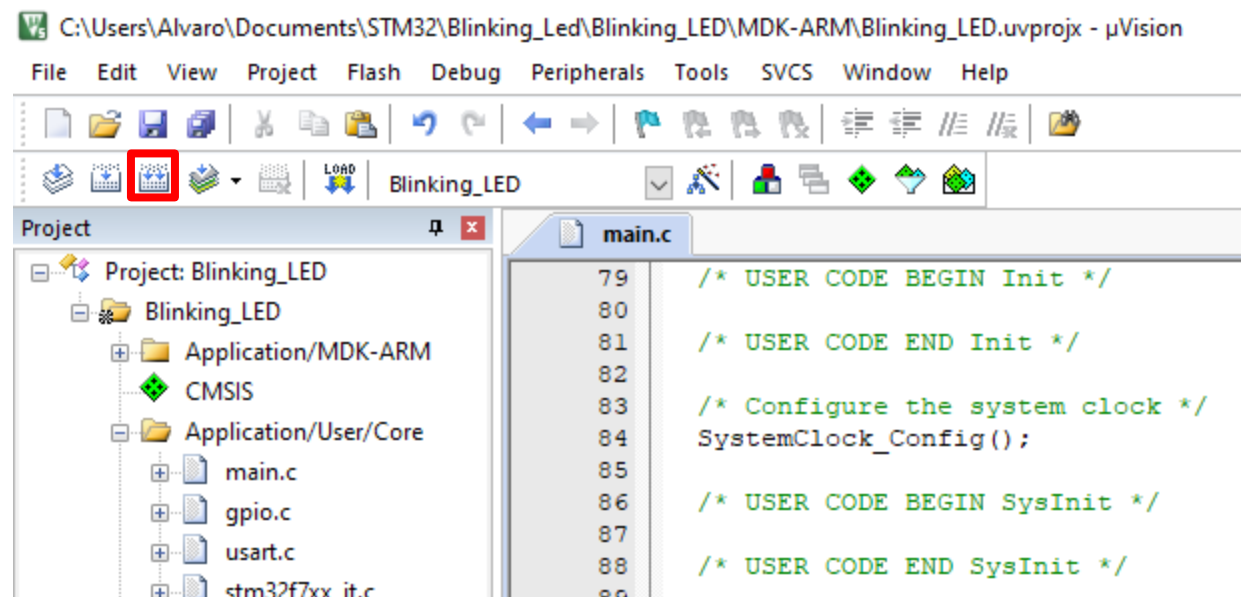 C:\Users\Alvaro\Documents\STM32\Blinking_Led\Blinking_LED\MDK-ARM\Blinking_LED.uvprojx - µVision
File Edit View Project Flash Debug Peripherals Tools SVCS Window Help
LOAD Blinking_LED
Project
main.c
Project: Blinking_LED
Blinking_LED
Application/MDK-ARM
CMSIS
Application/User/Core
main.c
gpio.c
usart.c
stm32f7xx_it.c
79 /* USER CODE BEGIN Init */
80
81 /* USER CODE END Init */
82
83 /* Configure the system clock */
84 SystemClock_Config();
85
86 /* USER CODE BEGIN SysInit */
87
88 /* USER CODE END SysInit */
89